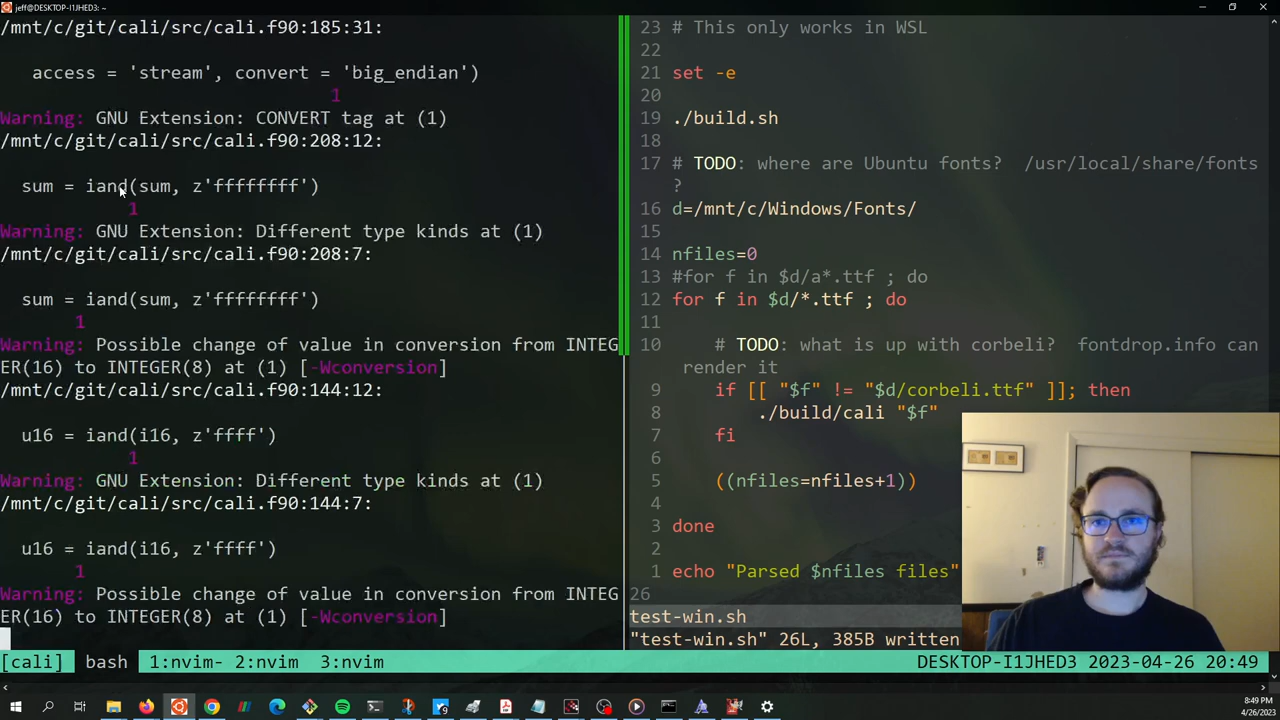 jeff@DESKTOP-I1JHED3: ~
/mnt/c/git/cali/src/cali.f90:185:31:
access = 'stream', convert = 'big_endian')
1
Warning: GNU Extension: CONVERT tag at (1)
/mnt/c/git/cali/src/cali.f90:208:12:
sum = iand(sum, z'ffffffff')
1
Warning: GNU Extension: Different type kinds at (1)
/mnt/c/git/cali/src/cali.f90:208:7:
sum = iand(sum, z'ffffffff')
1
Warning: Possible change of value in conversion from INTEG
ER(16) to INTEGER(8) at (1) [-Wconversion]
/mnt/c/git/cali/src/cali.f90:144:12:
u16 = iand(i16, z'ffff')
1
Warning: GNU Extension: Different type kinds at (1)
/mnt/c/git/cali/src/cali.f90:144:7:
u16 = iand(i16, z'ffff')
1
Warning: Possible change of value in conversion from INTEG
ER(16) to INTEGER(8) at (1) [-Wconversion]
23 # This only works in WSL
22
21 set -e
20
19 ./build.sh
18
17 # TODO: where are Ubuntu fonts?  /usr/local/share/fonts
?
16 d=/mnt/c/Windows/Fonts/
15
14 nfiles=0
13 #for f in $d/a*.ttf ; do
12 for f in $d/*.ttf ; do
11
10 # TODO: what is up with corbeli?  fontdrop.info can
render it
9 if [[ "$f" != "$d/corbeli.ttf" ]]; then
8 ./build/cali "$f"
7 fi
6
5 ((nfiles=nfiles+1))
4
3 done
2
1 echo "Parsed $nfiles files"
26
test-win.sh
"test-win.sh" 26L, 385B written
[cali] bash 1:nvim- 2:nvim 3:nvim DESKTOP-I1JHED3 2023-04-26 20:49
8:49 PM
4/26/2023